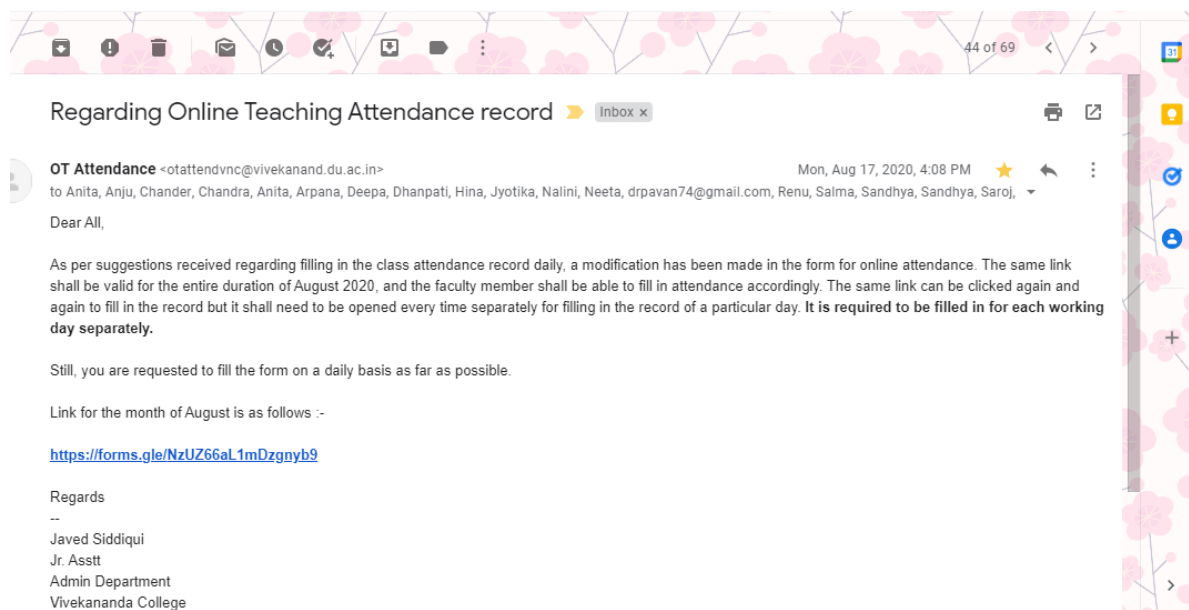 44 of 69
31
Regarding Online Teaching Attendance record
Inbox x
OT Attendance <otattendvnc@vivekanand.du.ac.in>
Mon, Aug 17, 2020, 4:08 PM
to Anita, Anju, Chander, Chandra, Anita, Arpana, Deepa, Dhanpati, Hina, Jyotika, Nalini, Neeta, drpavan74@gmail.com, Renu, Salma, Sandhya, Sandhya, Saroj,
Dear All,
As per suggestions received regarding filling in the class attendance record daily, a modification has been made in the form for online attendance. The same link
shall be valid for the entire duration of August 2020, and the faculty member shall be able to fill in attendance accordingly. The same link can be clicked again and
again to fill in the record but it shall need to be opened every time separately for filling in the record of a particular day. It is required to be filled in for each working
day separately.
Still, you are requested to fill the form on a daily basis as far as possible.
Link for the month of August is as follows :-
https://forms.gle/NzUZ66aL1mDzgnyb9
Regards
--
Javed Siddiqui
Jr. Asstt
Admin Department
Vivekananda College